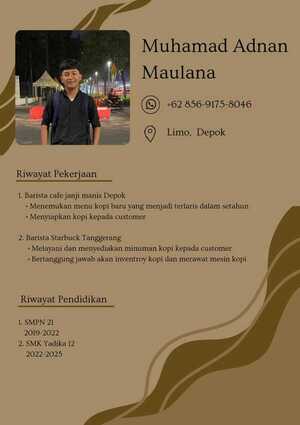 Muhamad Adnan
Maulana
+62 856-9175-8046
Limo, Depok
Riwayat Pekerjaan
1. Barista cafe janji manis Depok
• Menemukan menu kopi baru yang menjadi terlaris dalam setahun
• Menyiapkan kopi kepada customer
2. Barista Starbuck Tanggerang
• Melayani dan menyediakan minuman kopi kepada customer
• Bertanggung jawab akan inventroy kopi dan merawat mesin kopi
Riwayat Pendidikan
1. SMPN 21
2019-2022
2. SMK Yadika 12
2022-2025